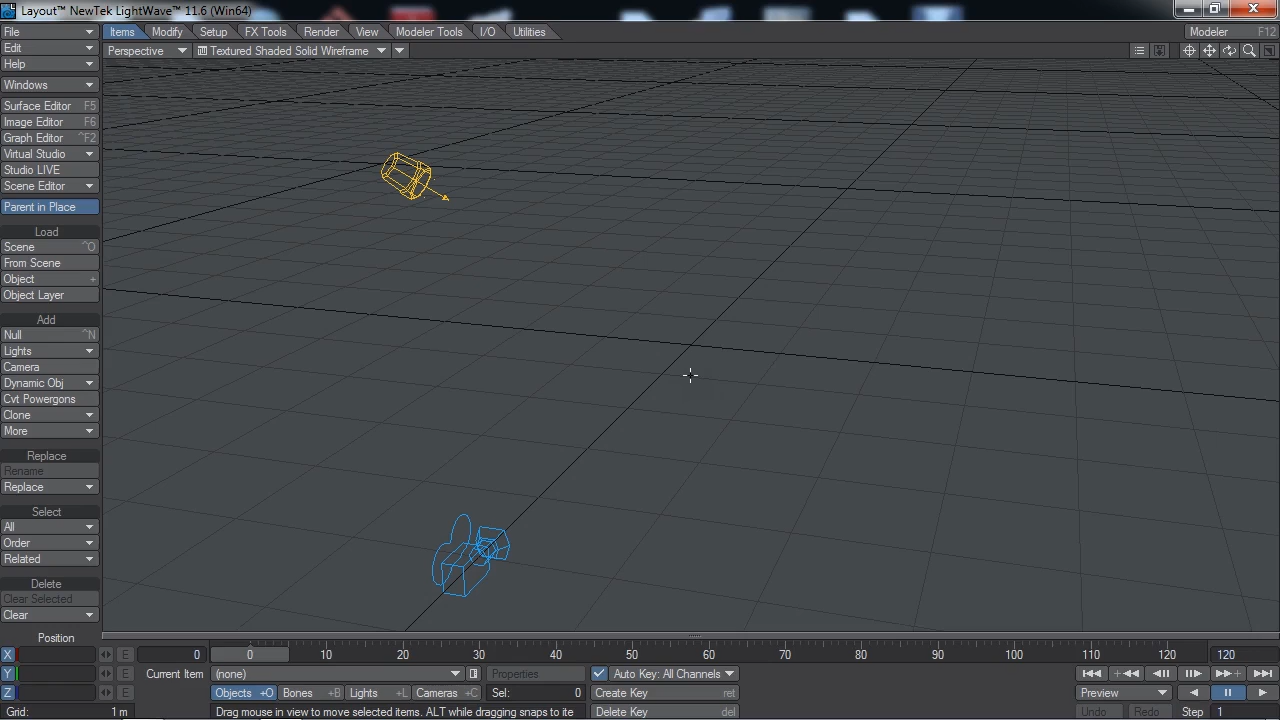 Layout™ NewTek LightWave™ 11.6 (Win64)
File Items Modify Setup FX Tools Render View Modeler Tools I/O Utilities Modeler F12
Edit Perspective Textured Shaded Solid Wireframe
Help
Windows
Surface Editor F5
Image Editor F6
Graph Editor ^F2
Virtual Studio
Studio LIVE
Scene Editor
Parent in Place
Load
Scene ^O
From Scene
Object +
Object Layer
Add
Null ^N
Lights
Camera
Dynamic Obj
Cvt Powergons
Clone
More
Replace
Rename
Replace
Select
All
Order
Related
Delete
Clear Selected
Clear
Position
X E 0 0 10 20 30 40 50 60 70 80 90 100 110 120 120
Y E Current Item (none) Properties Auto Key: All Channels
Z E Objects +O Bones +B Lights +L Cameras +C Sel: 0 Create Key ret Preview
Grid: 1 m Drag mouse in view to move selected items. ALT while dragging snaps to ite Delete Key del Undo Redo Step 1